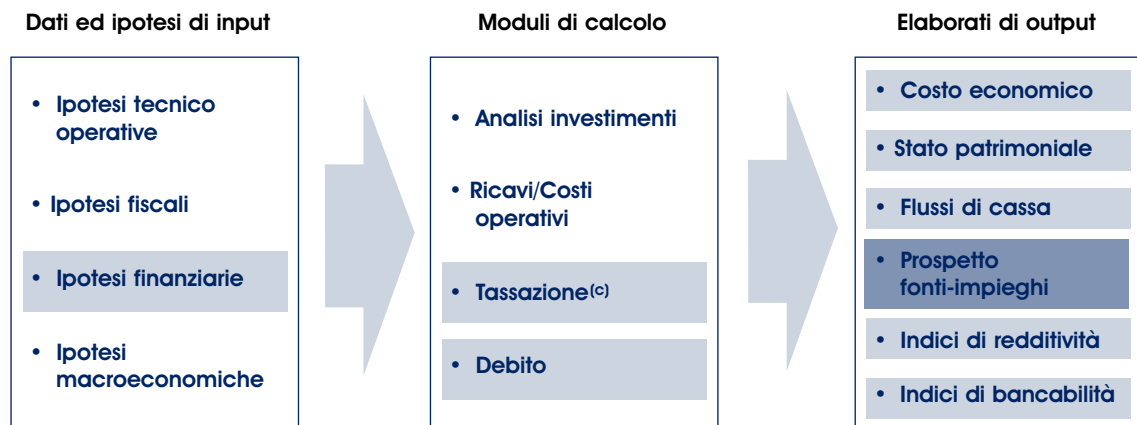 Dati ed ipotesi di input
• Ipotesi tecnico
operative
• Ipotesi fiscali
• Ipotesi finanziarie
• Ipotesi
macroeconomiche
Moduli di calcolo
• Analisi investimenti
• Ricavi/Costi
operativi
• Tassazione(c)
• Debito
Elaborati di output
• Costo economico
• Stato patrimoniale
• Flussi di cassa
• Prospetto
fonti-impieghi
• Indici di redditività
• Indici di bancabilità